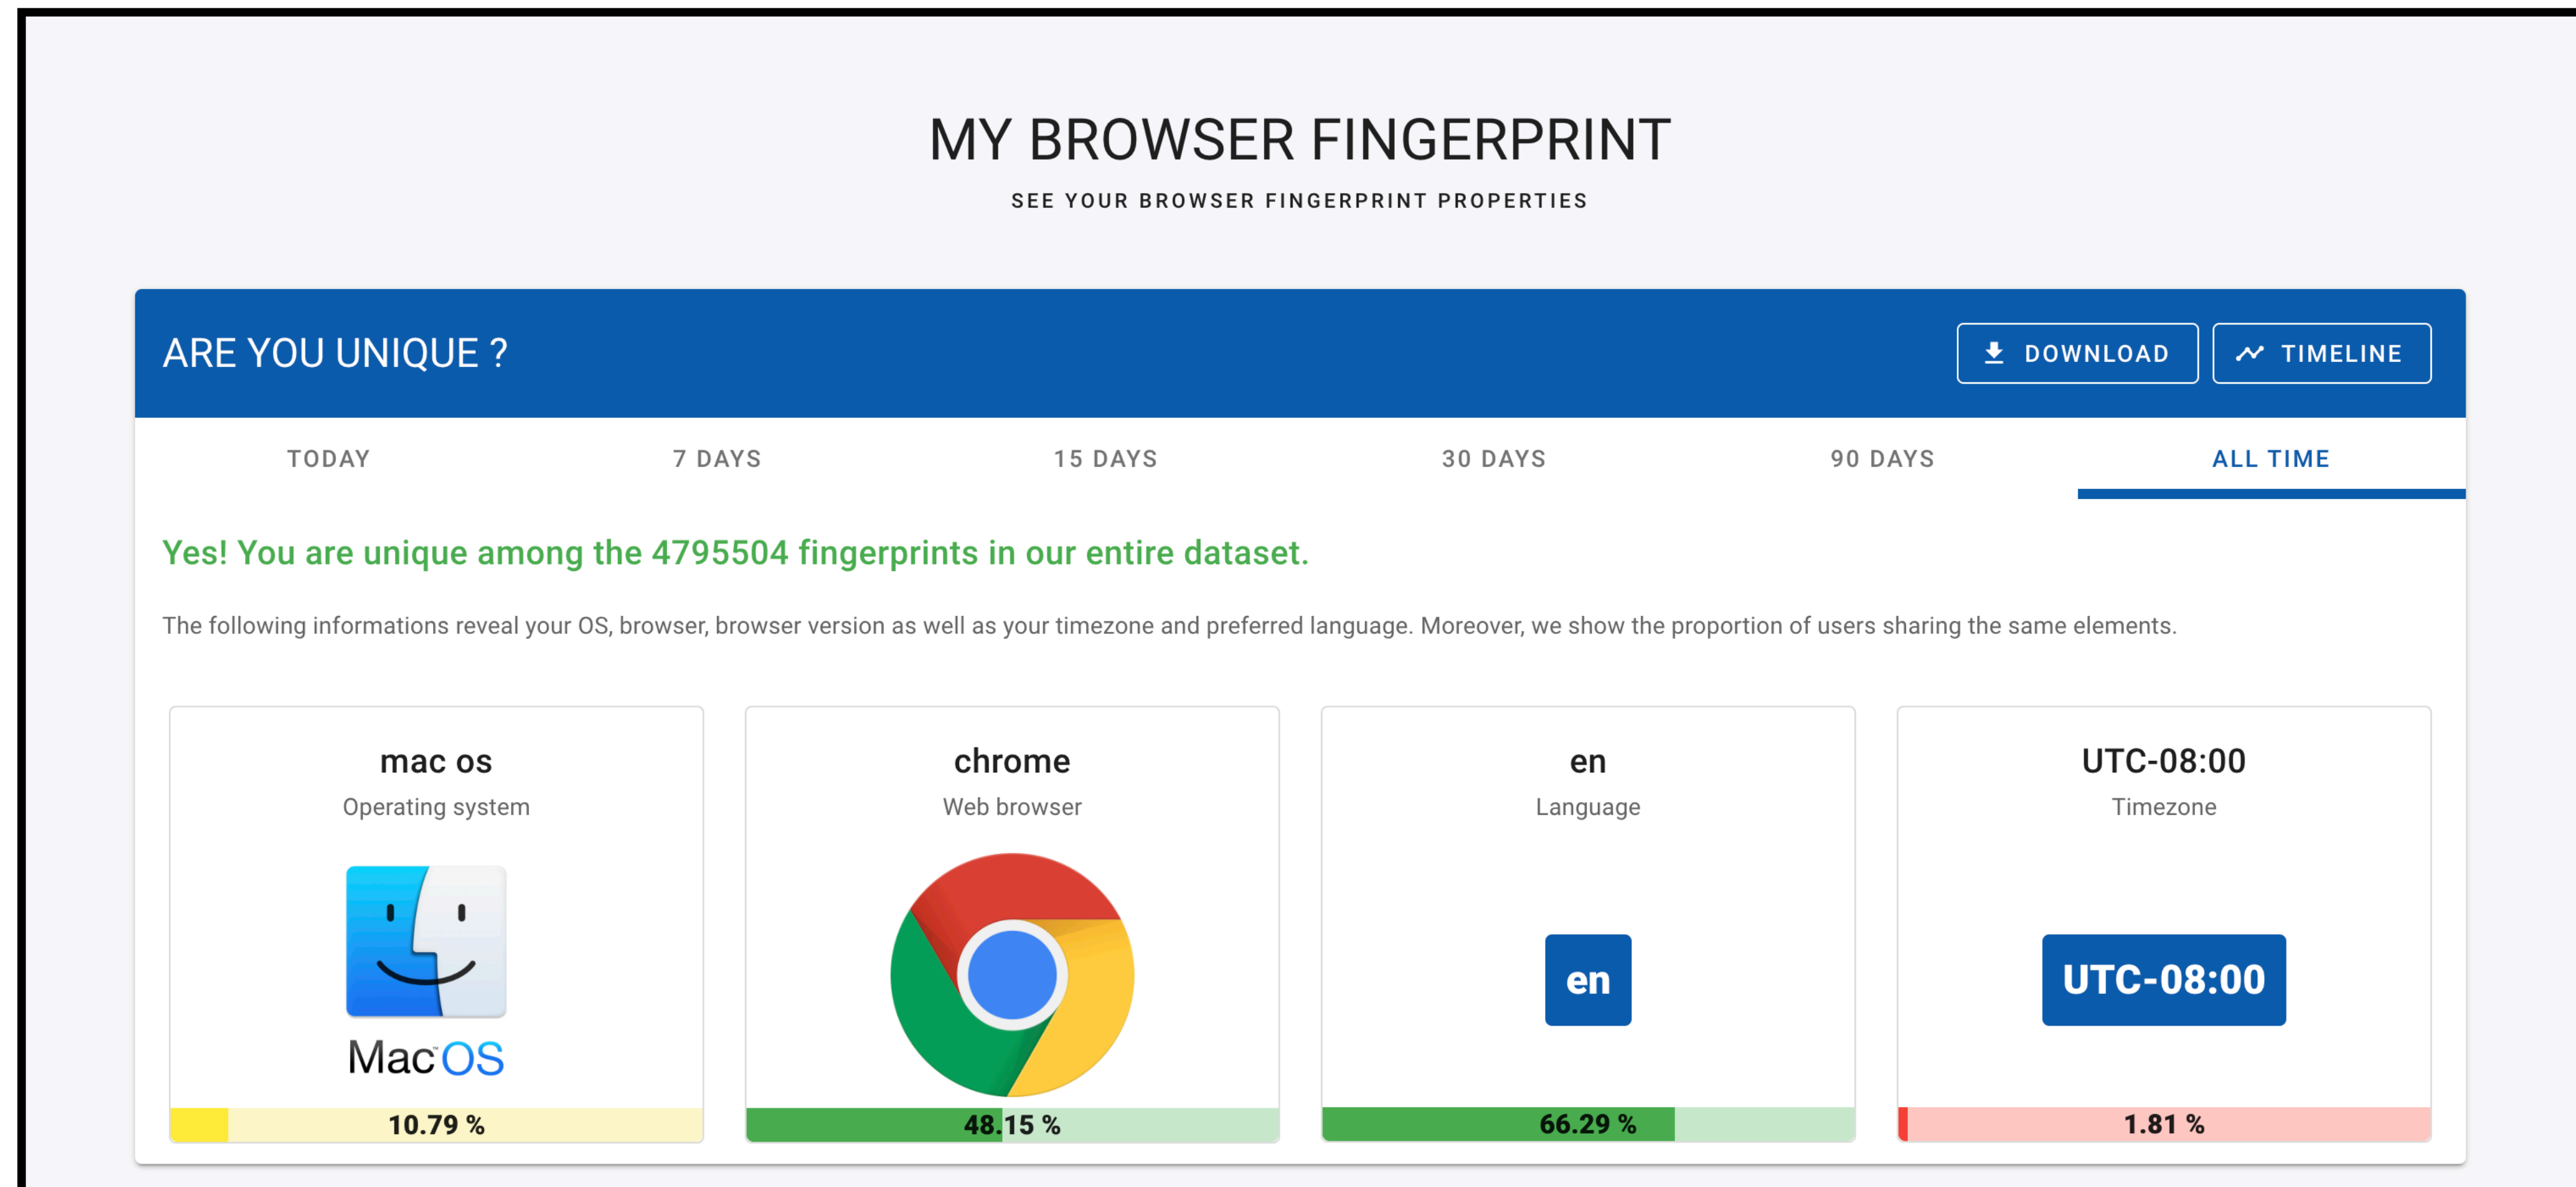 MY BROWSER FINGERPRINT
SEE YOUR BROWSER FINGERPRINT PROPERTIES
ARE YOU UNIQUE ?
DOWNLOAD
TIMELINE
TODAY
7 DAYS
15 DAYS
30 DAYS
90 DAYS
ALL TIME
Yes! You are unique among the 4795504 fingerprints in our entire dataset.
The following informations reveal your OS, browser, browser version as well as your timezone and preferred language. Moreover, we show the proportion of users sharing the same elements.
mac os
Operating system
MacOS
10.79 %
chrome
Web browser
48.15 %
en
Language
en
66.29 %
UTC-08:00
Timezone
UTC-08:00
1.81 %